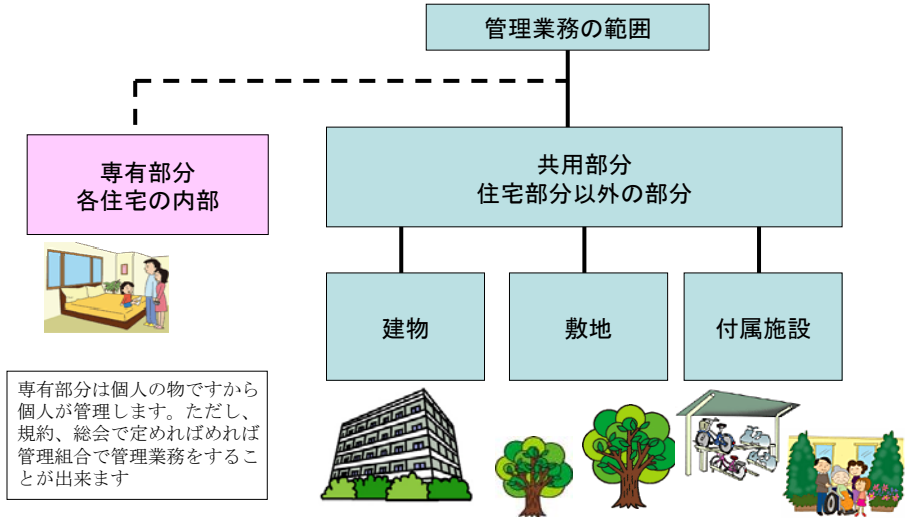 管理業務の範囲
専有部分
各住宅の内部
共用部分
住宅部分以外の部分
建物
敷地
付属施設
専有部分は個人の物ですから
個人が管理します。ただし、
規約、総会で定めればめれば
管理組合で管理業務をするこ
とが出来ます